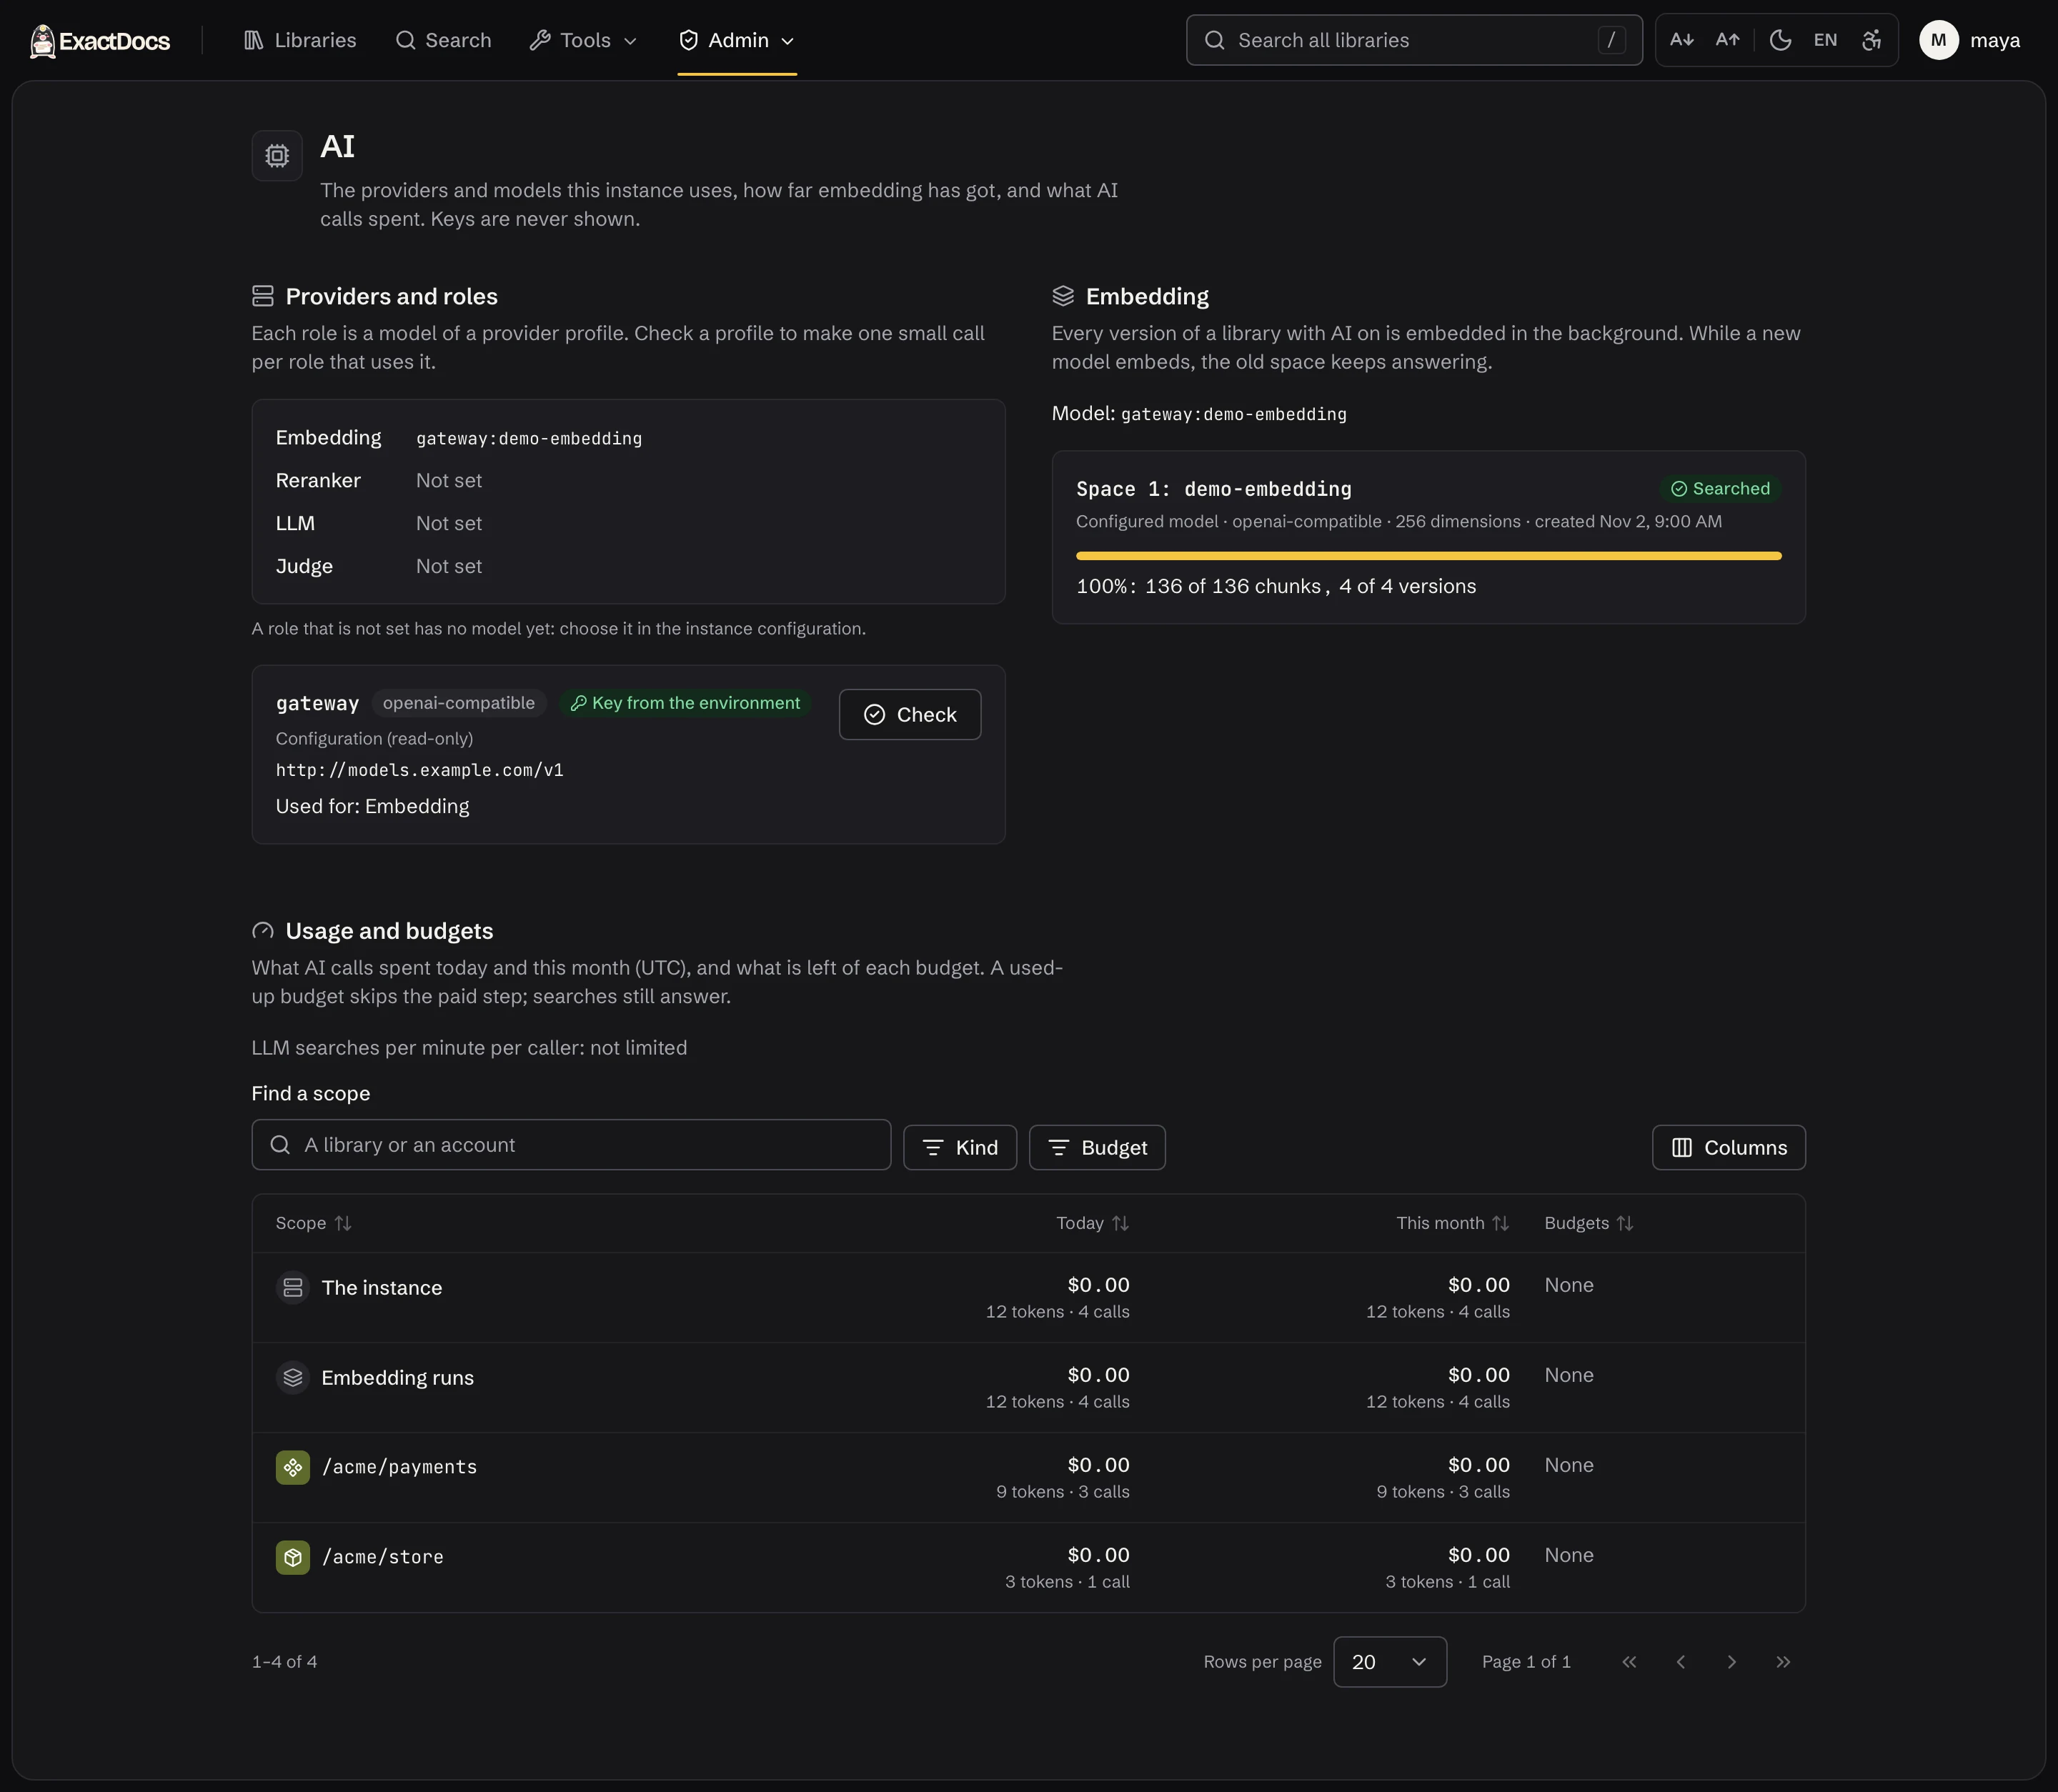 ExactDocs
Libraries
Search
Tools
Admin
Search all libraries
/
A
A
EN
M
maya
AI
The providers and models this instance uses, how far embedding has got, and what AI
calls spent. Keys are never shown.
Providers and roles
Each role is a model of a provider profile. Check a profile to make one small call
per role that uses it.
Embedding gateway:demo-embedding
Reranker Not set
LLM Not set
Judge Not set
A role that is not set has no model yet: choose it in the instance configuration.
gateway openai-compatible Key from the environment Check
Configuration (read-only)
http://models.example.com/v1
Used for: Embedding
Embedding
Every version of a library with AI on is embedded in the background. While a new
model embeds, the old space keeps answering.
Model: gateway:demo-embedding
Space 1: demo-embedding Searched
Configured model · openai-compatible · 256 dimensions · created Nov 2, 9:00 AM
100%: 136 of 136 chunks, 4 of 4 versions
Usage and budgets
What AI calls spent today and this month (UTC), and what is left of each budget. A used-
up budget skips the paid step; searches still answer.
LLM searches per minute per caller: not limited
Find a scope
A library or an account
Kind
Budget
Columns
Scope Today This month Budgets
The instance $0.00 $0.00 None
12 tokens · 4 calls 12 tokens · 4 calls
Embedding runs $0.00 $0.00 None
12 tokens · 4 calls 12 tokens · 4 calls
/acme/payments $0.00 $0.00 None
9 tokens · 3 calls 9 tokens · 3 calls
/acme/store $0.00 $0.00 None
3 tokens · 1 call 3 tokens · 1 call
1–4 of 4 Rows per page 20 Page 1 of 1